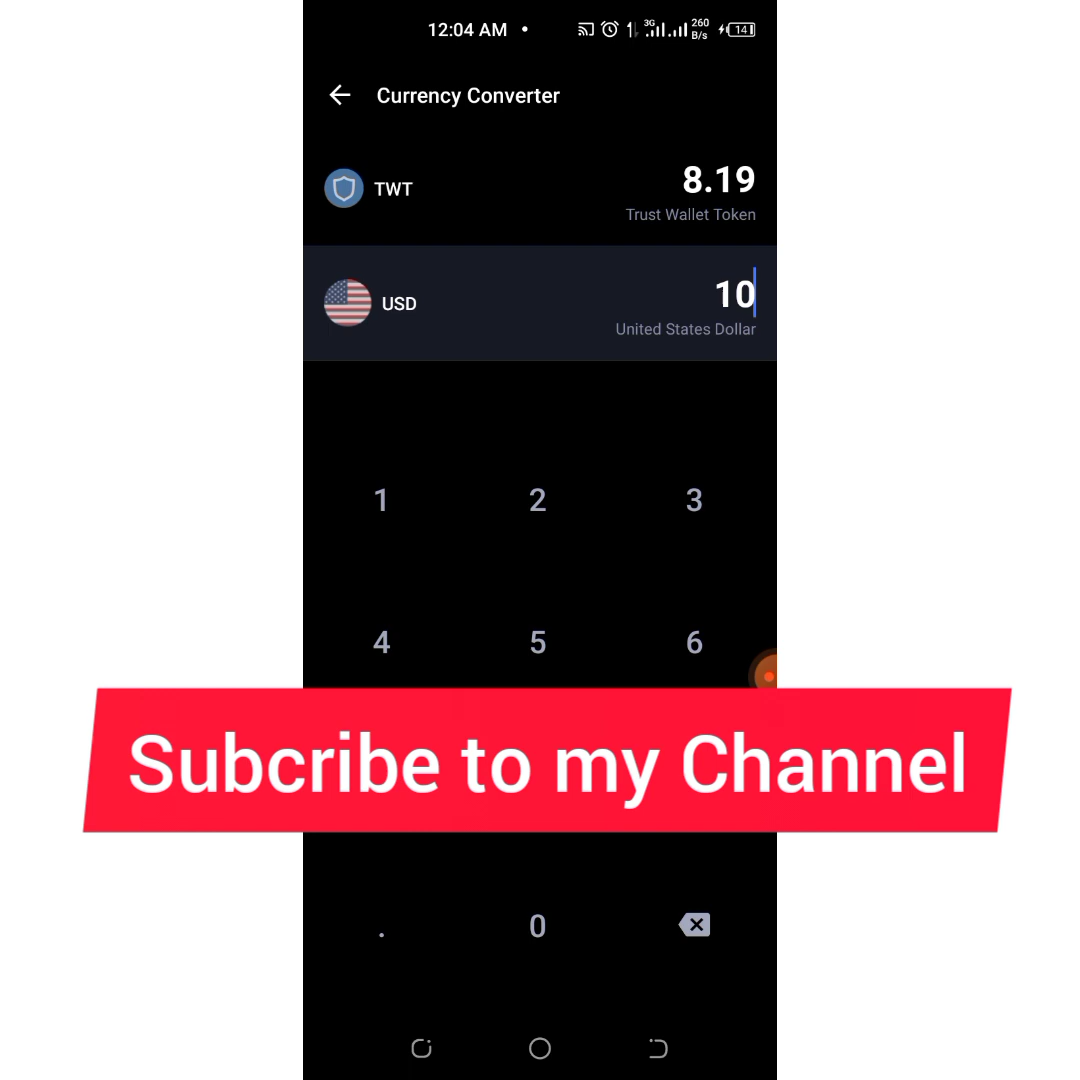 12:04 AM
3G
260 B/s
14
Currency Converter
TWT
8.19
Trust Wallet Token
USD
10
United States Dollar
1 2 3
4 5 6
Subcribe to my Channel
. 0